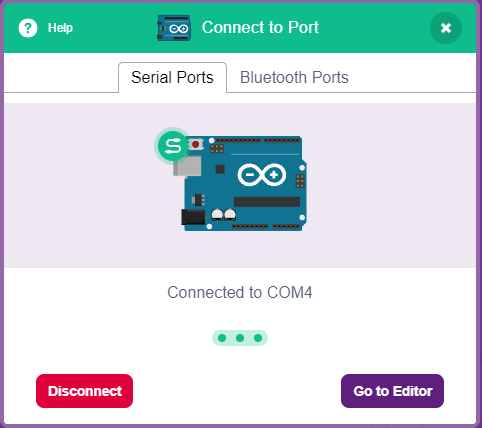 Help
Connect to Port
Serial Ports
Bluetooth Ports
Connected to COM4
Disconnect
Go to Editor